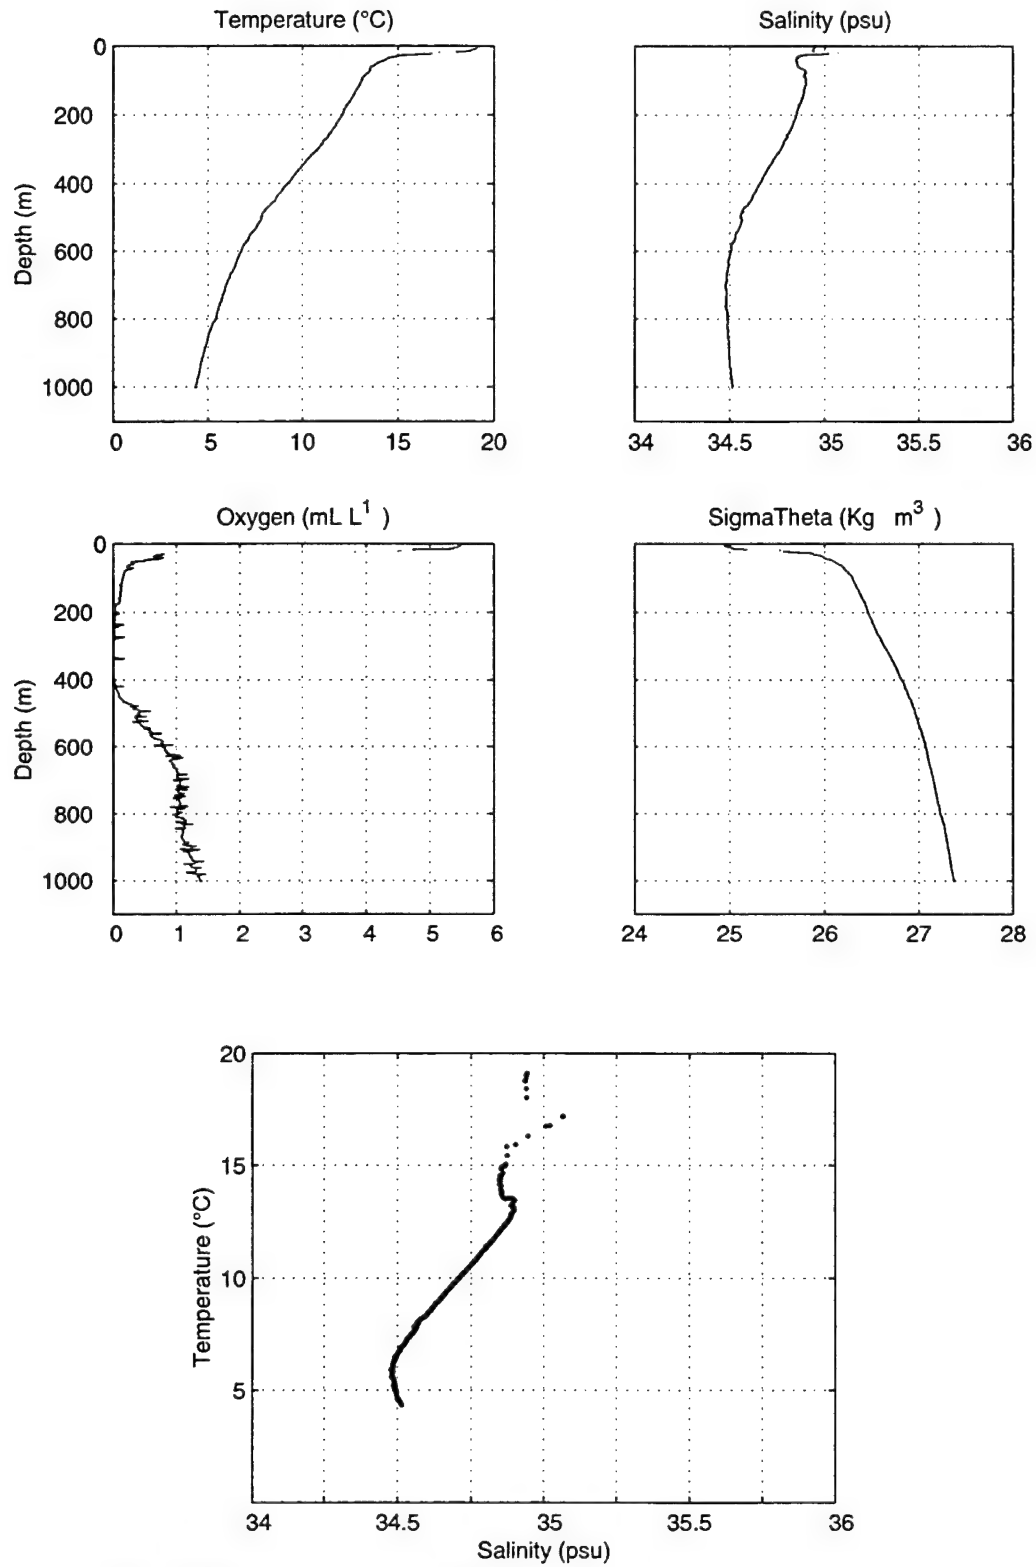 Temperature (°C)
Salinity (psu)
0
200
400
600
800
1000
Depth (m)
0 5 10 15 20
34 34.5 35 35.5 36
Oxygen (mL L¹ )
SigmaTheta (Kg m³ )
0
200
400
600
800
1000
Depth (m)
0 1 2 3 4 5 6
24 25 26 27 28
20
15
10
5
Temperature (°C)
34 34.5 35 35.5 36
Salinity (psu)